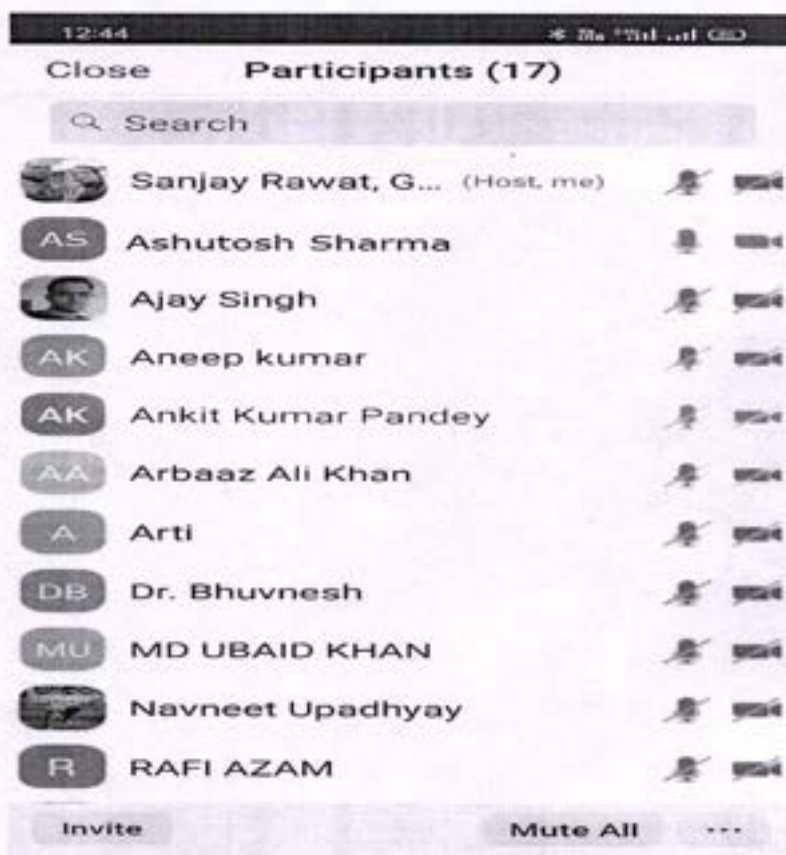 12:44
Close Participants (17)
Search
Sanjay Rawat, G... (Host, me)
AS Ashutosh Sharma
Ajay Singh
AK Aneep kumar
AK Ankit Kumar Pandey
AA Arbaaz Ali Khan
A Arti
DB Dr. Bhuvnesh
MU MD UBAID KHAN
Navneet Upadhyay
R RAFI AZAM
Invite Mute All ...